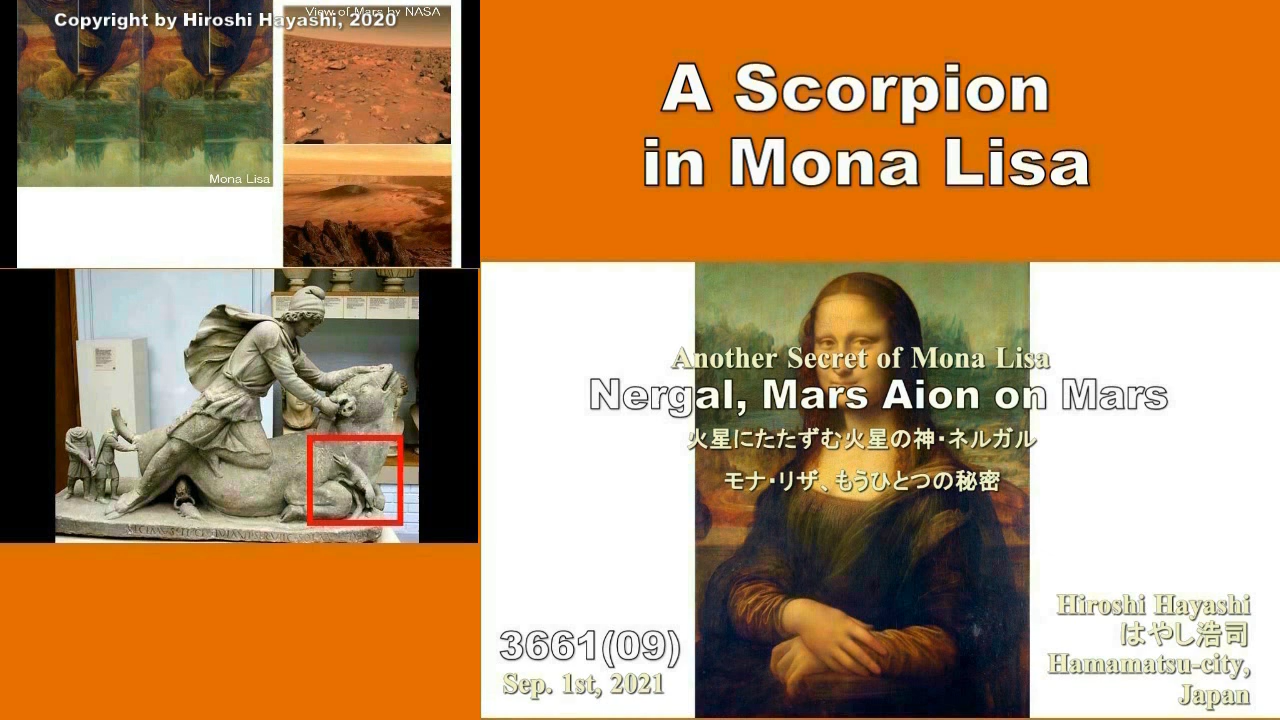 View of Mars by NASA
Copyright by Hiroshi Hayashi, 2020
Mona Lisa
A Scorpion
in Mona Lisa
Another Secret of Mona Lisa
Nergal, Mars Aion on Mars
火星にたたずむ火星の神・ネルガル
モナ・リザ、もうひとつの秘密
3661(09)
Sep. 1st, 2021
Hiroshi Hayashi
はやし浩司
Hamamatsu-city,
Japan